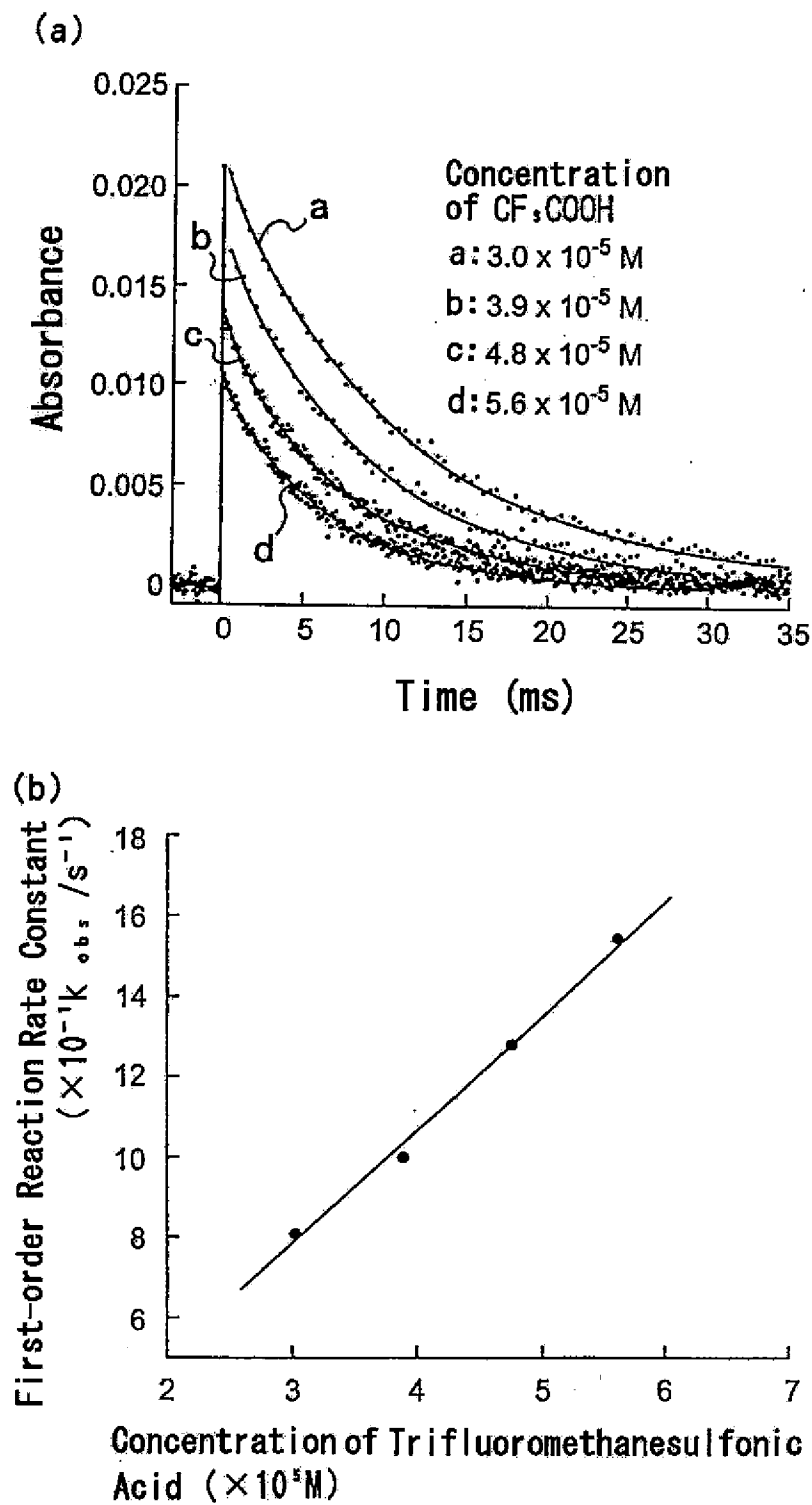 (a)
Absorbance
0.025
0.020
0.015
0.010
0.005
0
a
b
c
d
Concentration
of CF₃COOH
a: 3.0 x 10⁻⁵ M
b: 3.9 x 10⁻⁵ M
c: 4.8 x 10⁻⁵ M
d: 5.6 x 10⁻⁵ M
0 5 10 15 20 25 30 35
Time (ms)
(b)
First-order Reaction Rate Constant
(×10⁻¹k obs /s⁻¹)
18
16
14
12
10
8
6
2 3 4 5 6 7
Concentration of Trifluoromethanesulfonic
Acid (×10⁵M)